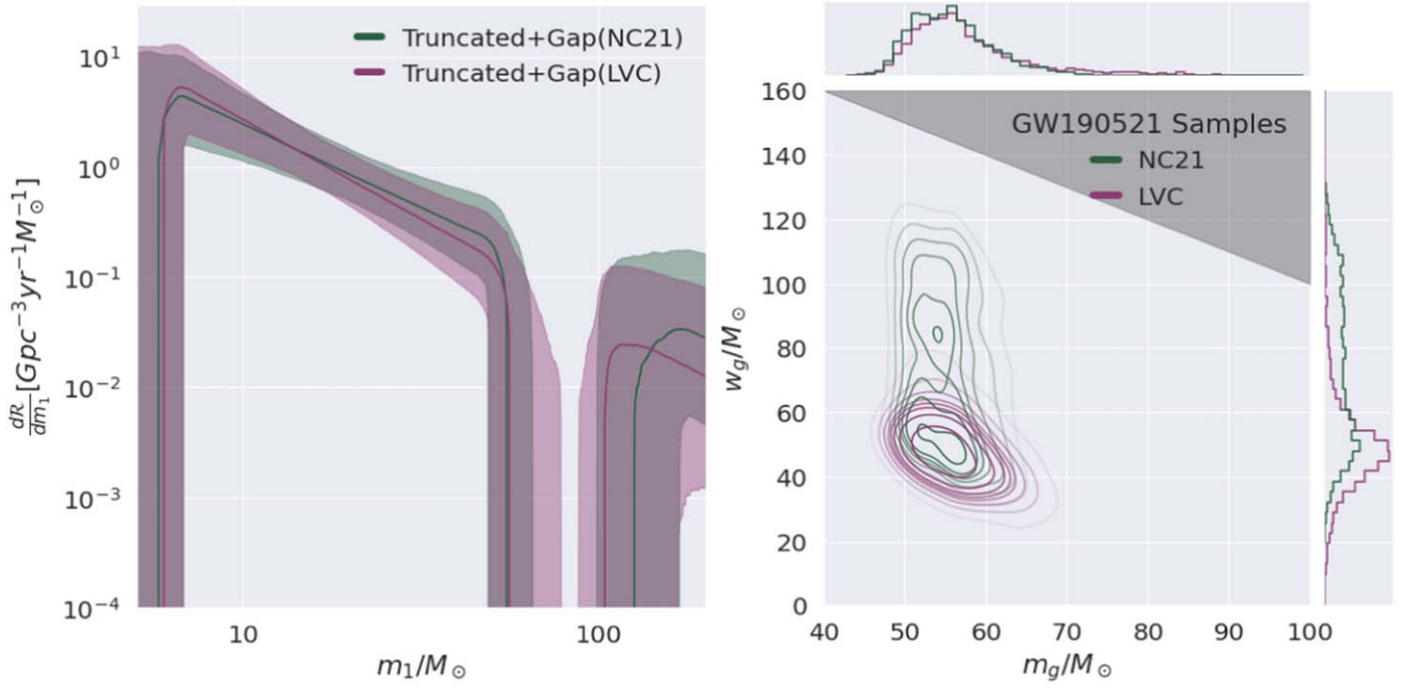 Truncated+Gap(NC21)
Truncated+Gap(LVC)
10¹
10⁰
10⁻¹
10⁻²
10⁻³
10⁻⁴
dR/dm₁ [Gpc⁻³yr⁻¹M⊙⁻¹]
10
100
m₁/M⊙
GW190521 Samples
NC21
LVC
160
140
120
100
80
60
40
20
0
w_g/M⊙
40
50
60
70
80
90
100
m_g/M⊙